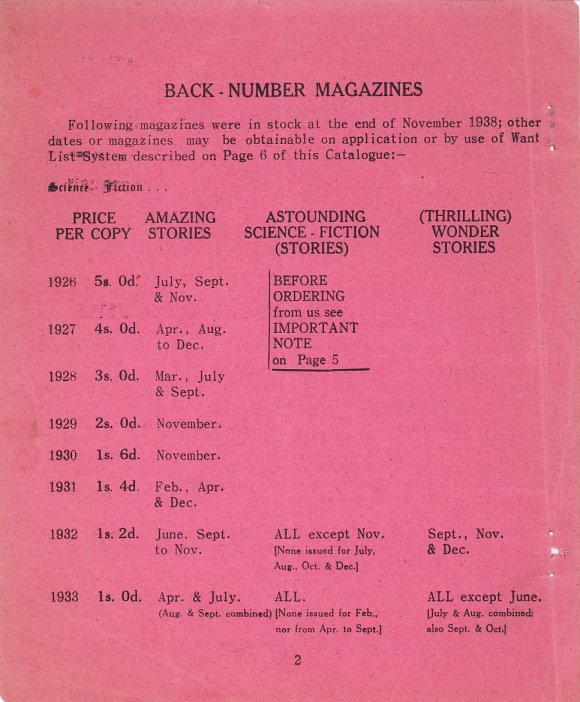 BACK - NUMBER MAGAZINES
Following magazines were in stock at the end of November 1938; other
dates or magazines may be obtainable on application or by use of Want
List System described on Page 6 of this Catalogue:—
Science Fiction . . .
PRICE AMAZING ASTOUNDING (THRILLING)
PER COPY STORIES SCIENCE - FICTION WONDER
(STORIES) STORIES
1926 5s. 0d. July, Sept. BEFORE
& Nov. ORDERING
from us see
1927 4s. 0d. Apr., Aug. IMPORTANT
to Dec. NOTE
on Page 5
1928 3s. 0d. Mar., July
& Sept.
1929 2s. 0d. November.
1930 1s. 6d. November.
1931 1s. 4d. Feb., Apr.
& Dec.
1932 1s. 2d. June, Sept. ALL except Nov. Sept., Nov.
to Nov. [None issued for July, & Dec.
Aug., Oct. & Dec.]
1933 1s. 0d. Apr. & July. ALL. ALL except June.
(Aug. & Sept. combined) [None issued for Feb., [July & Aug. combined;
nor from Apr. to Sept.] also Sept. & Oct.]
2